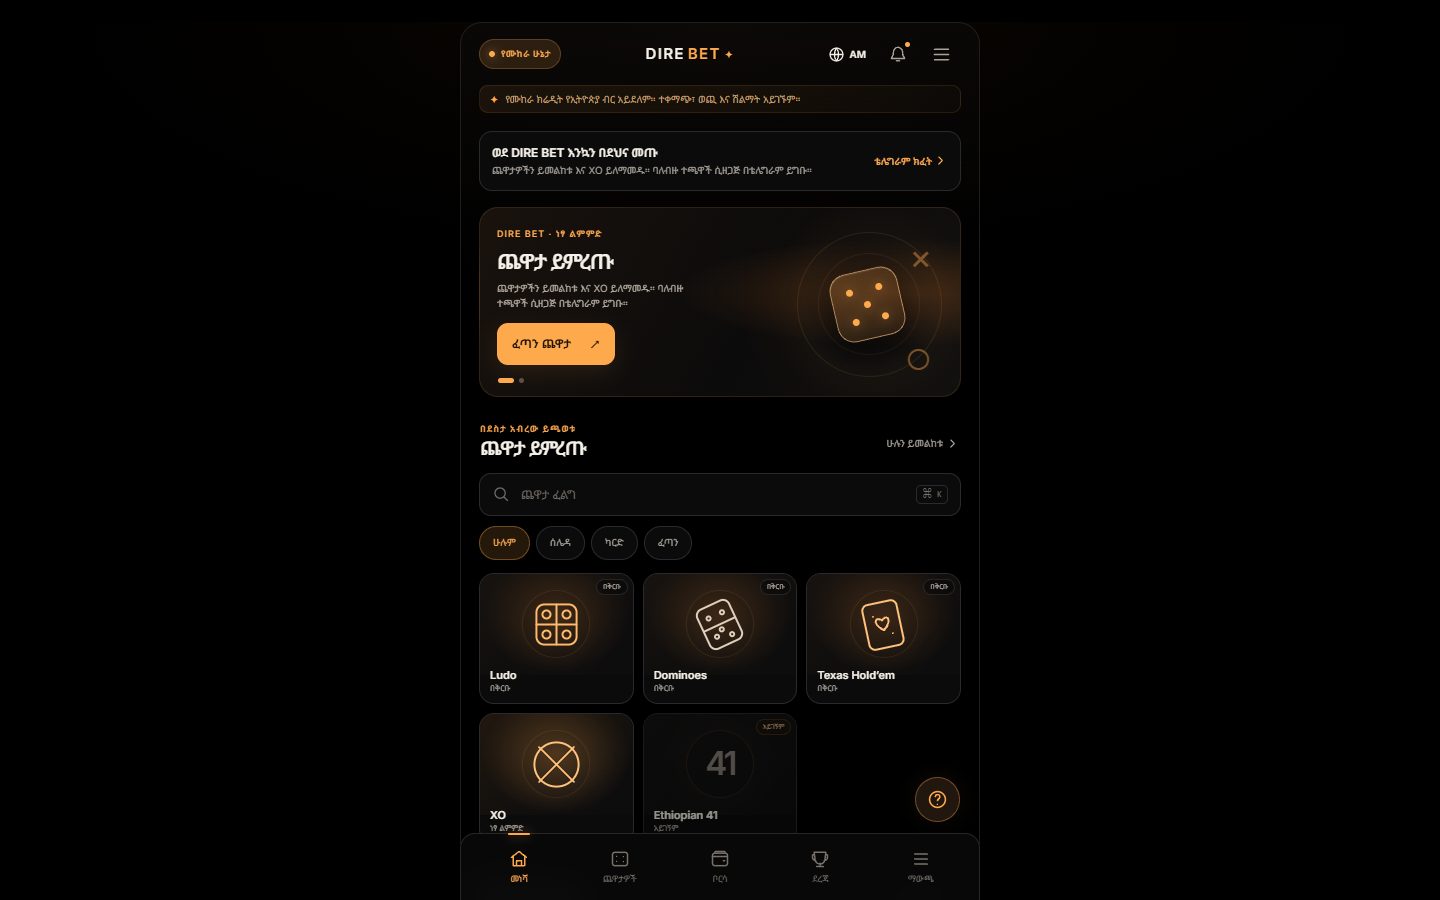 የሙከራ ሁኔታ
DIRE BET
AM
የሙከራ ክሬዲት የኢትዮጵያ ብር አይደለም። ተቀማጭ፣ ወጪ እና ሽልማት አይገኙም።
ወደ DIRE BET እንኳን በደህና መጡ
ጨዋታዎችን ይመልከቱ እና XO ይለማመዱ። ባለብዙ ተጫዋች ሲዘጋጅ በቴሌግራም ይግቡ።
ቴሌግራም ክፈት
DIRE BET · ነፃ ልምምድ
ጨዋታ ይምረጡ
ጨዋታዎችን ይመልከቱ እና XO ይለማመዱ። ባለብዙ
ተጫዋች ሲዘጋጅ በቴሌግራም ይግቡ።
ፈጣን ጨዋታ ↗
በደስታ አብረው ይጫወቱ
ጨዋታ ይምረጡ
ሁሉን ይመልከቱ
ጨዋታ ፈልግ
⌘ K
ሁሉም
ሰሌዳ
ካርድ
ፈጣን
በቅርቡ
በቅርቡ
በቅርቡ
Ludo
በቅርቡ
Dominoes
በቅርቡ
Texas Hold'em
በቅርቡ
XO
ነፃ ልምምድ
አይገኝም
41
Ethiopian 41
አይገኝም
መነሻ
ጨዋታዎች
ቦርሳ
ደረጃ
ማውጫ